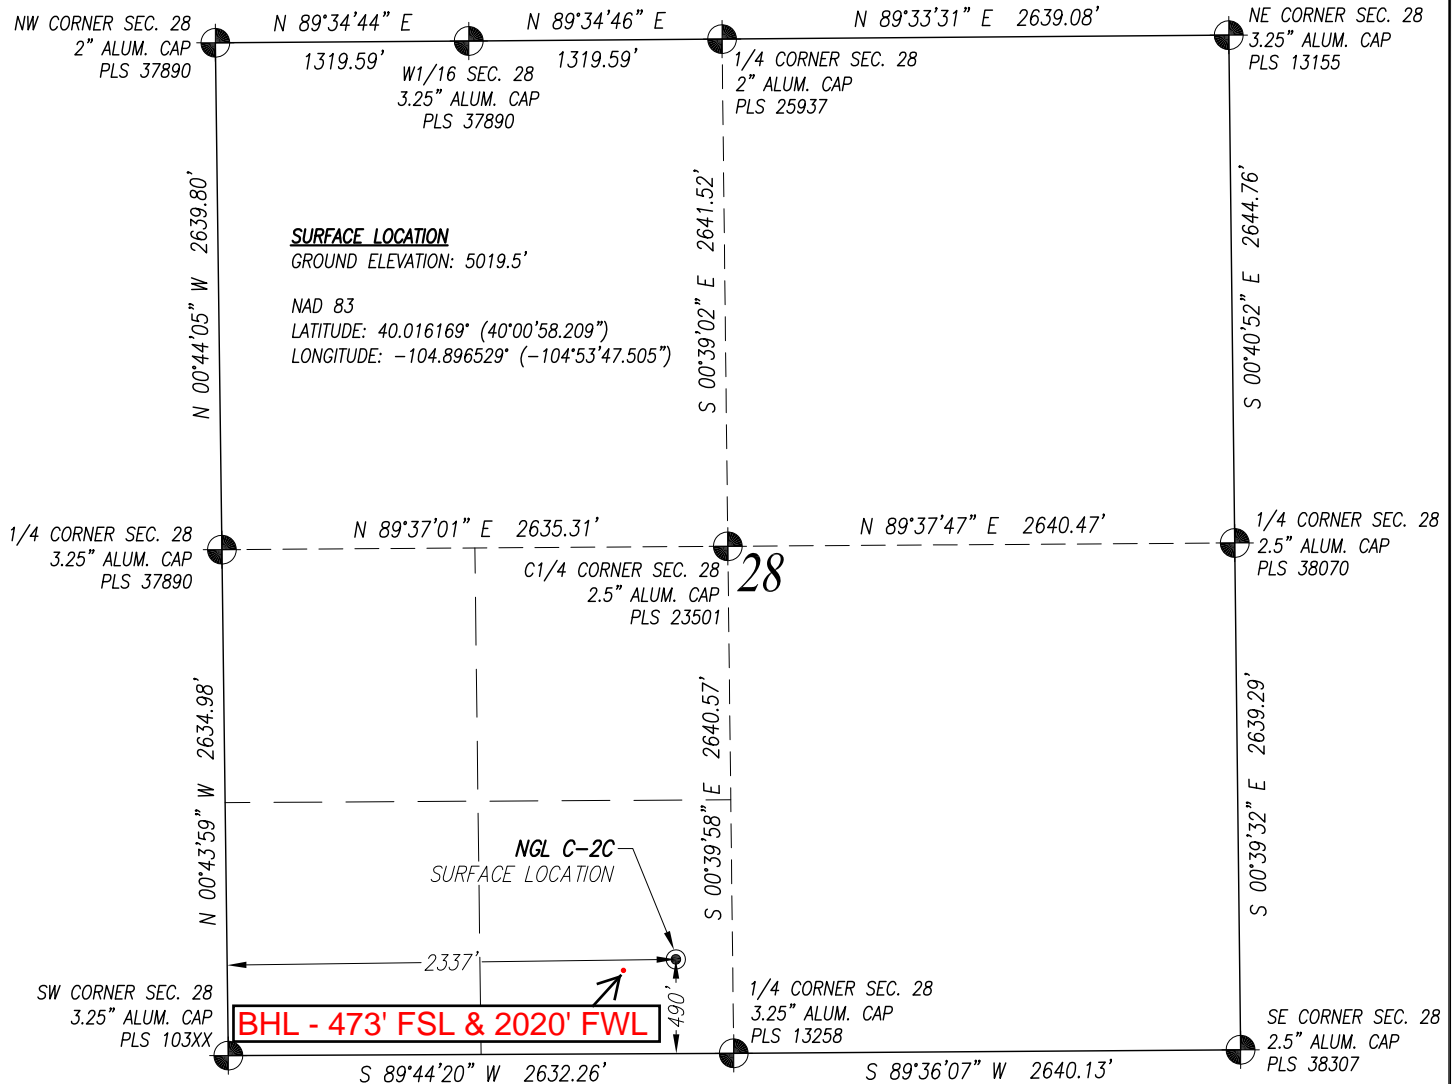 NW CORNER SEC. 28
2" ALUM. CAP
PLS 37890
N 89°34'44" E
1319.59'
W1/16 SEC. 28
3.25" ALUM. CAP
PLS 37890
N 89°34'46" E
1319.59'
1/4 CORNER SEC. 28
2" ALUM. CAP
PLS 25937
N 89°33'31" E 2639.08'
NE CORNER SEC. 28
3.25" ALUM. CAP
PLS 13155
N 00°44'05" W 2639.80'
SURFACE LOCATION
GROUND ELEVATION: 5019.5'
NAD 83
LATITUDE: 40.016169° (40°00'58.209")
LONGITUDE: -104.896529° (-104°53'47.505")
S 00°39'02" E 2641.52'
S 00°40'52" E 2644.76'
1/4 CORNER SEC. 28
3.25" ALUM. CAP
PLS 37890
N 89°37'01" E 2635.31'
C1/4 CORNER SEC. 28
2.5" ALUM. CAP
PLS 23501
28
N 89°37'47" E 2640.47'
1/4 CORNER SEC. 28
2.5" ALUM. CAP
PLS 38070
N 00°43'59" W 2634.98'
S 00°39'58" E 2640.57'
S 00°39'32" E 2639.29'
NGL C-2C
SURFACE LOCATION
2337'
490'
BHL - 473' FSL & 2020' FWL
SW CORNER SEC. 28
3.25" ALUM. CAP
PLS 103XX
S 89°44'20" W 2632.26'
1/4 CORNER SEC. 28
3.25" ALUM. CAP
PLS 13258
S 89°36'07" W 2640.13'
SE CORNER SEC. 28
2.5" ALUM. CAP
PLS 38307